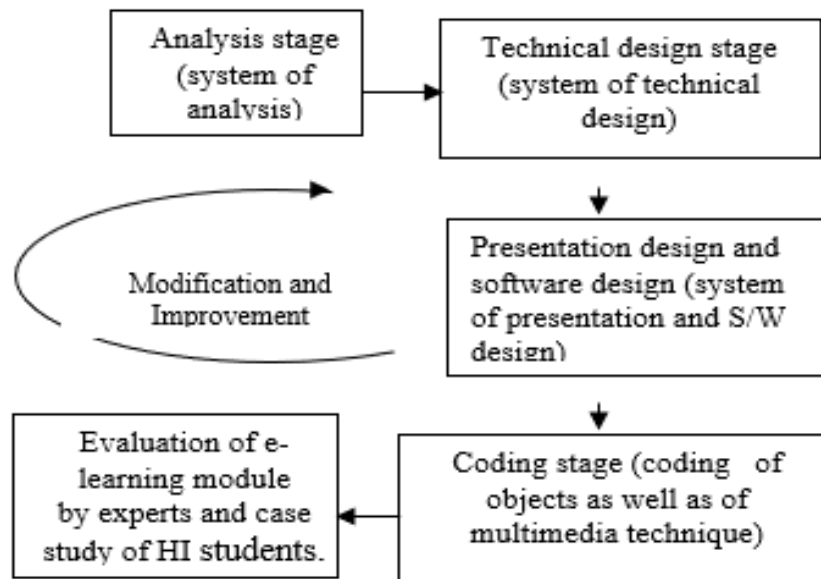 Analysis stage
(system of
analysis)
Technical design stage
(system of technical
design)
Presentation design and
software design (system
of presentation and S/W
design)
Modification and
Improvement
Evaluation of e-
learning module
by experts and case
study of HI students.
Coding stage (coding of
objects as well as of
multimedia technique)